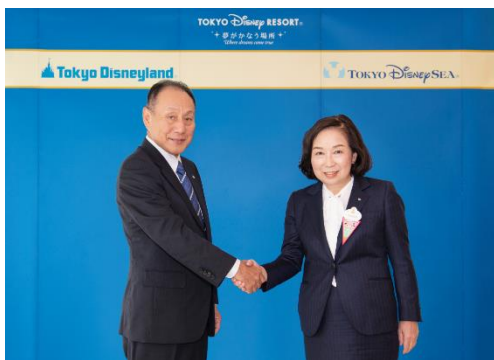 TOKYO Disney RESORT®
夢がかなう場所
Where dreams come true
Tokyo Disneyland®
TOKYO DISNEYSEA®